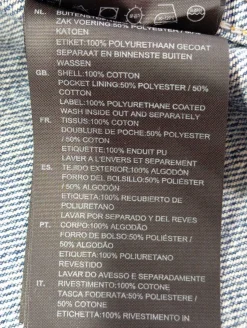 NL.
ZAK VOERING:50% POLYESTER / 50%
KATOEN
ETIKET:100% POLYURETHAAN GECOAT
SEPARAAT EN BINNENSTE BUITEN
WASSEN
GB. SHELL:100% COTTON
POCKET LINING:50% POLYESTER / 50%
COTTON
LABEL:100% POLYURETHANE COATED
WASH INSIDE OUT AND SEPARATELY
FR. TISSUS:100% COTON
DOUBLURE DE POCHE:50% POLYESTER
/ 50% COTON
ETIQUETTE:100% ENDUIT PU
LAVER A L'ENVERS ET SEPAREMENT
ES. TEJIDO EXTERIOR:100% ALGODÓN
FORRO DEL BOLSILLO:50% POLIÉSTER
/ 50% ALGODÓN
ETIQUETA:100% RECUBIERTO DE
POLIURETANO
LAVAR POR SEPARADO Y DEL REVES
PT. CORPO:100% ALGODÃO
FORRO DE BOLSO:50% POLIÉSTER /
50% ALGODÃO
ETIQUETA:100% POLIURETANO
REVESTIDO
LAVAR DO AVESSO E SEPARADAMENTE
IT. RIVESTIMENTO:100% COTONE
TASCA FODERATA:50% POLIESTERE /
50% COTONE
ETICHETTA:100% RIVESTIMENTO IN